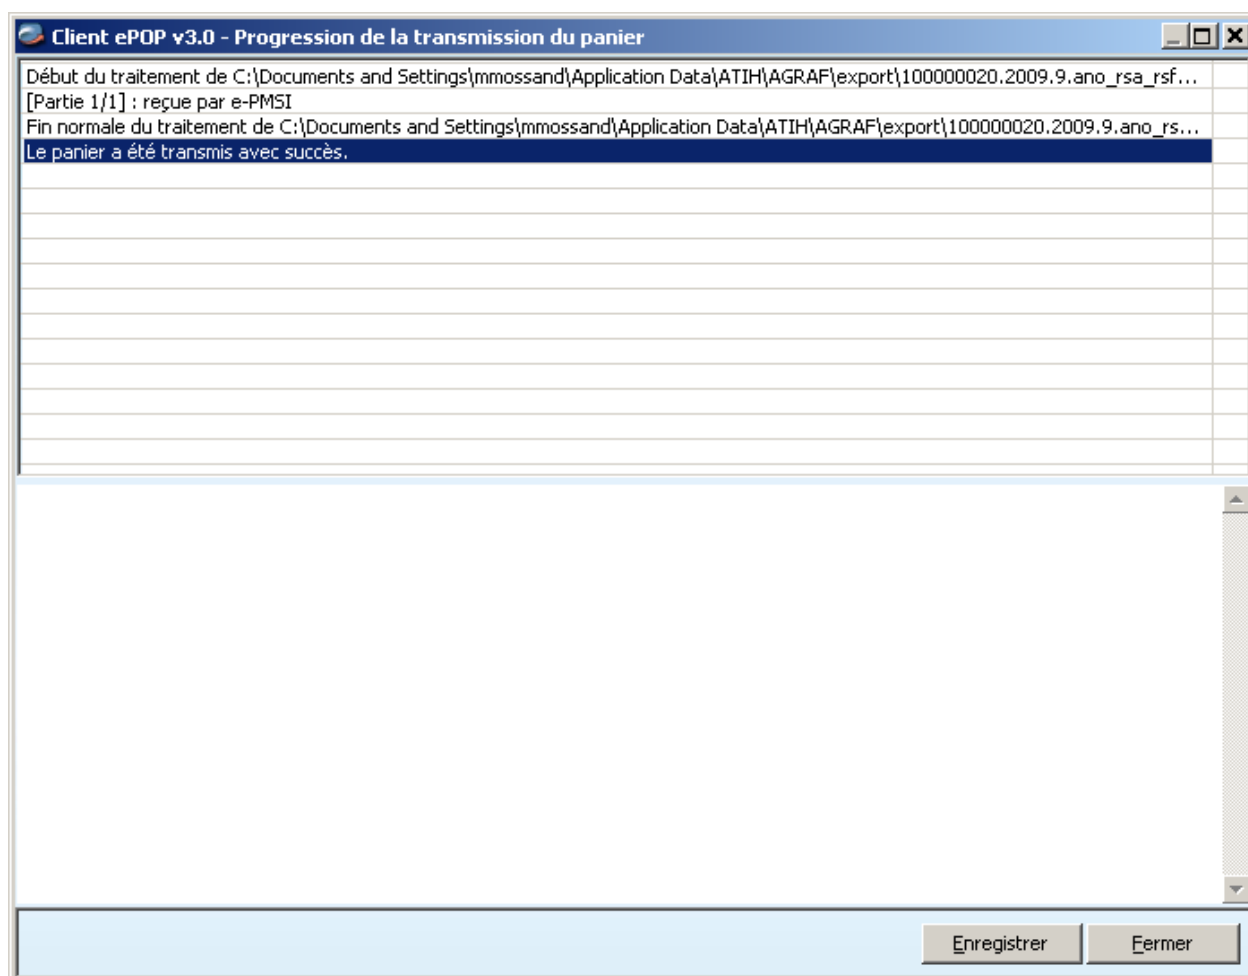 Client ePOP v3.0 - Progression de la transmission du panier
Début du traitement de C:\Documents and Settings\mmossand\Application Data\ATIH\AGRAF\export\100000020.2009.9.ano_rsa_rsf...
[Partie 1/1] : reçue par e-PMSI
Fin normale du traitement de C:\Documents and Settings\mmossand\Application Data\ATIH\AGRAF\export\100000020.2009.9.ano_rs...
Le panier a été transmis avec succès.
Enregistrer Fermer